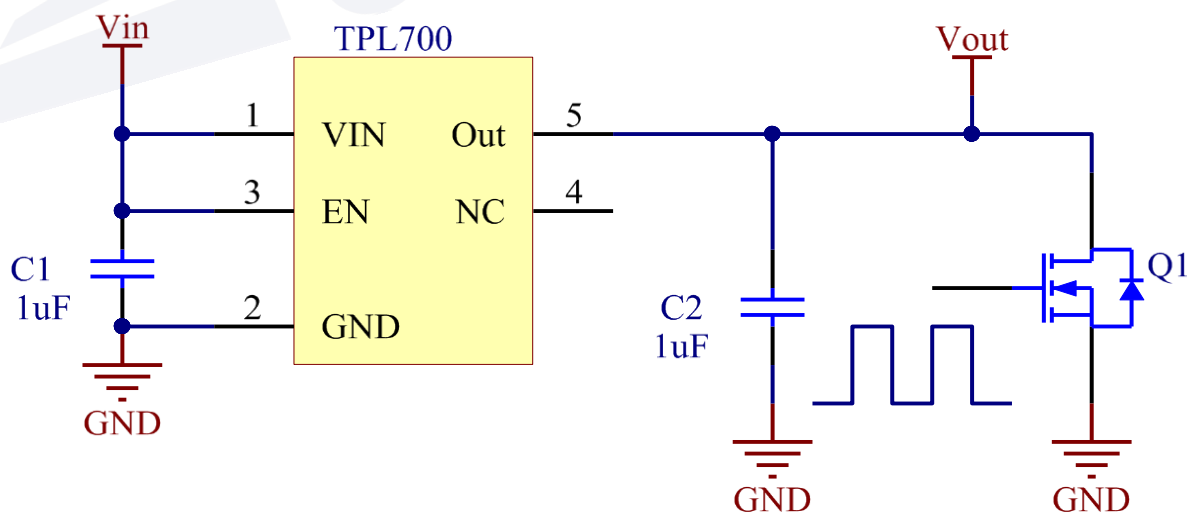 Vin
TPL700
Vout
1
VIN
Out
5
3
EN
NC
4
C1
1uF
2
GND
GND
C2
1uF
GND
Q1
GND